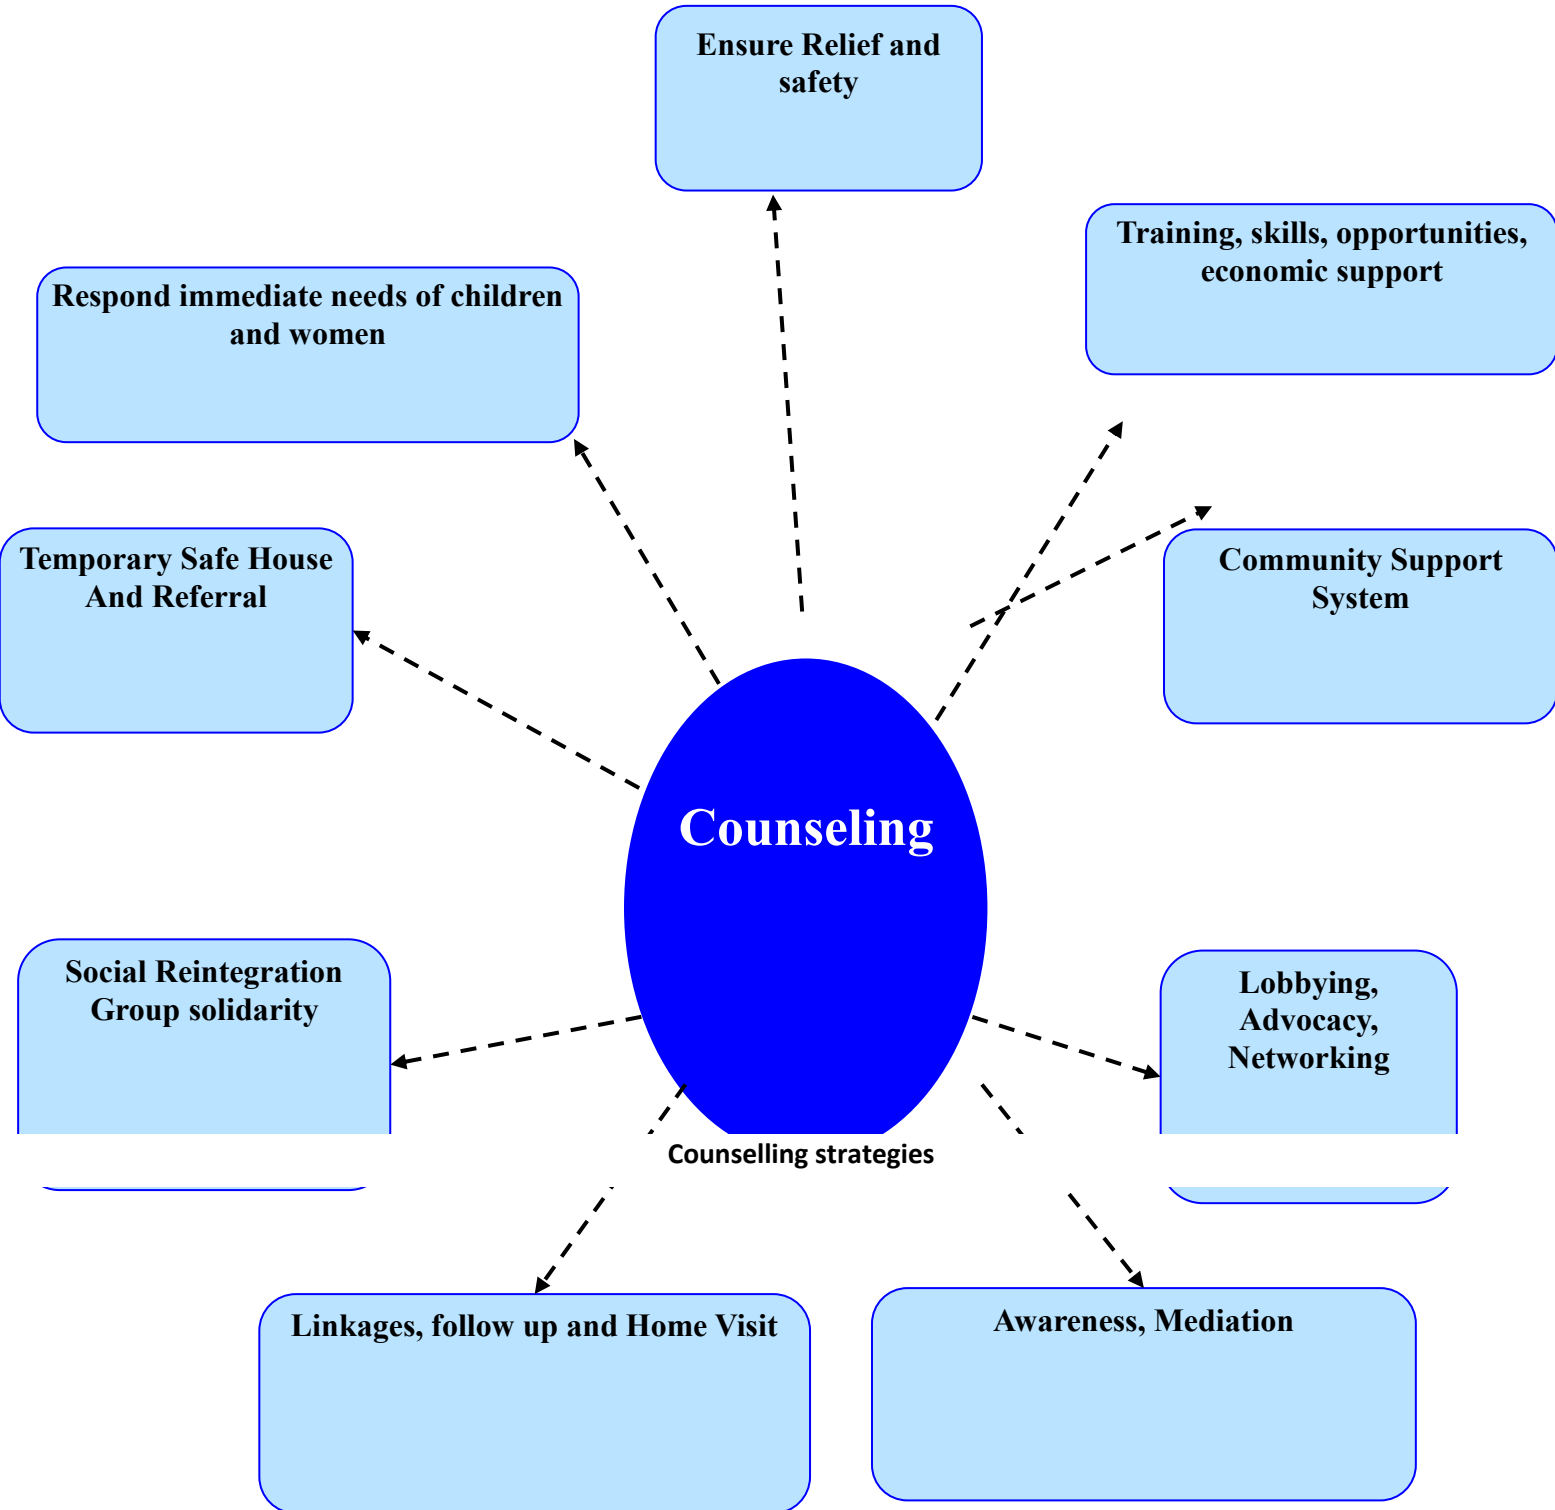 Ensure Relief and
safety
Training, skills, opportunities,
economic support
Respond immediate needs of children
and women
Temporary Safe House
And Referral
Community Support
System
Counseling
Social Reintegration
Group solidarity
Lobbying,
Advocacy,
Networking
Counselling strategies
Linkages, follow up and Home Visit
Awareness, Mediation